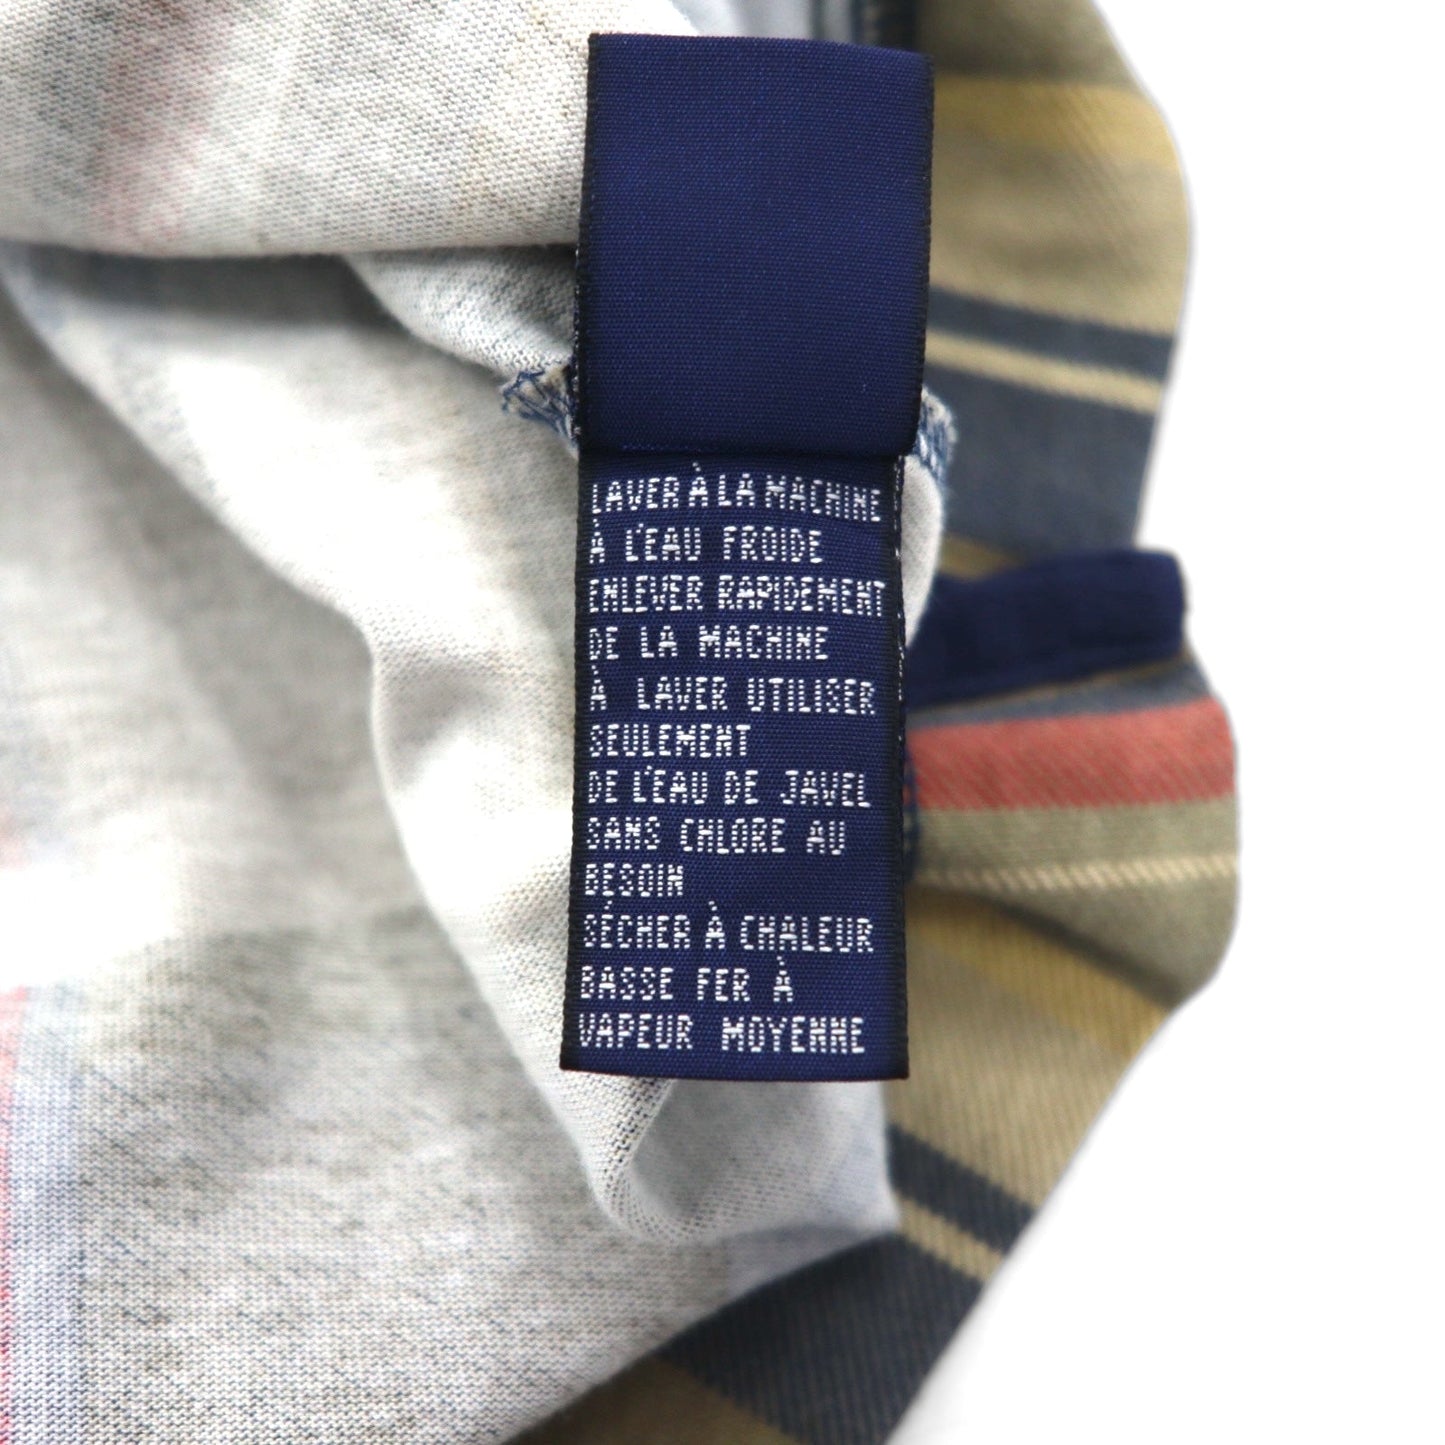 LAVER À LA MACHINE
À L'EAU FROIDE
ENLEVER RAPIDEMENT
DE LA MACHINE
À LAVER UTILISER
SEULEMENT
DE L'EAU DE JAVEL
SANS CHLORE AU
BESOIN
SÉCHER À CHALEUR
BASSE FER À
VAPEUR MOYENNE